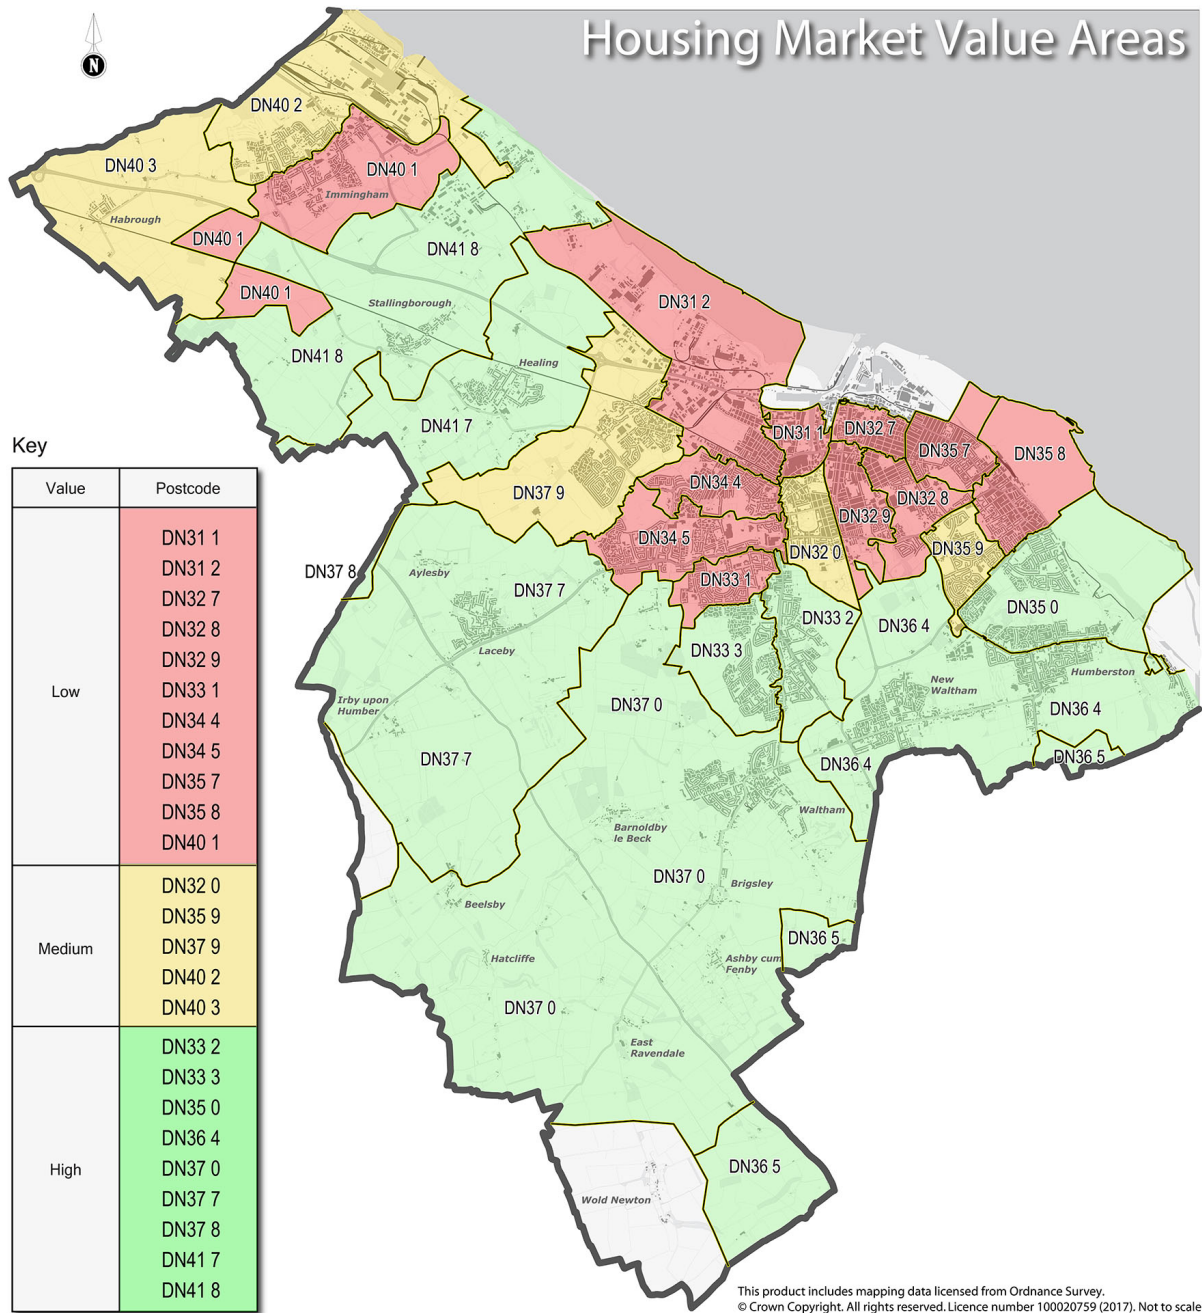 Housing Market Value Areas
N
DN40 2
DN40 3
DN40 1
Immingham
Habrough
DN40 1
DN41 8
DN40 1
Stallingborough
DN31 2
DN41 8
Healing
DN41 7
DN31 1
DN32 7
DN35 7
DN35 8
DN37 9
DN34 4
DN32 8
DN32 9
DN34 5
DN32 0
DN35 9
DN37 8
Aylesby
DN37 7
DN33 1
DN35 0
DN33 2
DN36 4
Laceby
DN33 3
New
Waltham
Humberston
Irby upon
Humber
DN37 0
DN36 4
DN37 7
DN36 4
DN36 5
Waltham
Barnoldby
le Beck
DN37 0
Brigsley
Beelsby
DN36 5
Hatcliffe
Ashby cum
Fenby
DN37 0
East
Ravendale
DN36 5
Wold Newton
Key
Value
Postcode
Low
DN31 1
DN31 2
DN32 7
DN32 8
DN32 9
DN33 1
DN34 4
DN34 5
DN35 7
DN35 8
DN40 1
Medium
DN32 0
DN35 9
DN37 9
DN40 2
DN40 3
High
DN33 2
DN33 3
DN35 0
DN36 4
DN37 0
DN37 7
DN37 8
DN41 7
DN41 8
This product includes mapping data licensed from Ordnance Survey.
© Crown Copyright. All rights reserved. Licence number 100020759 (2017). Not to scale